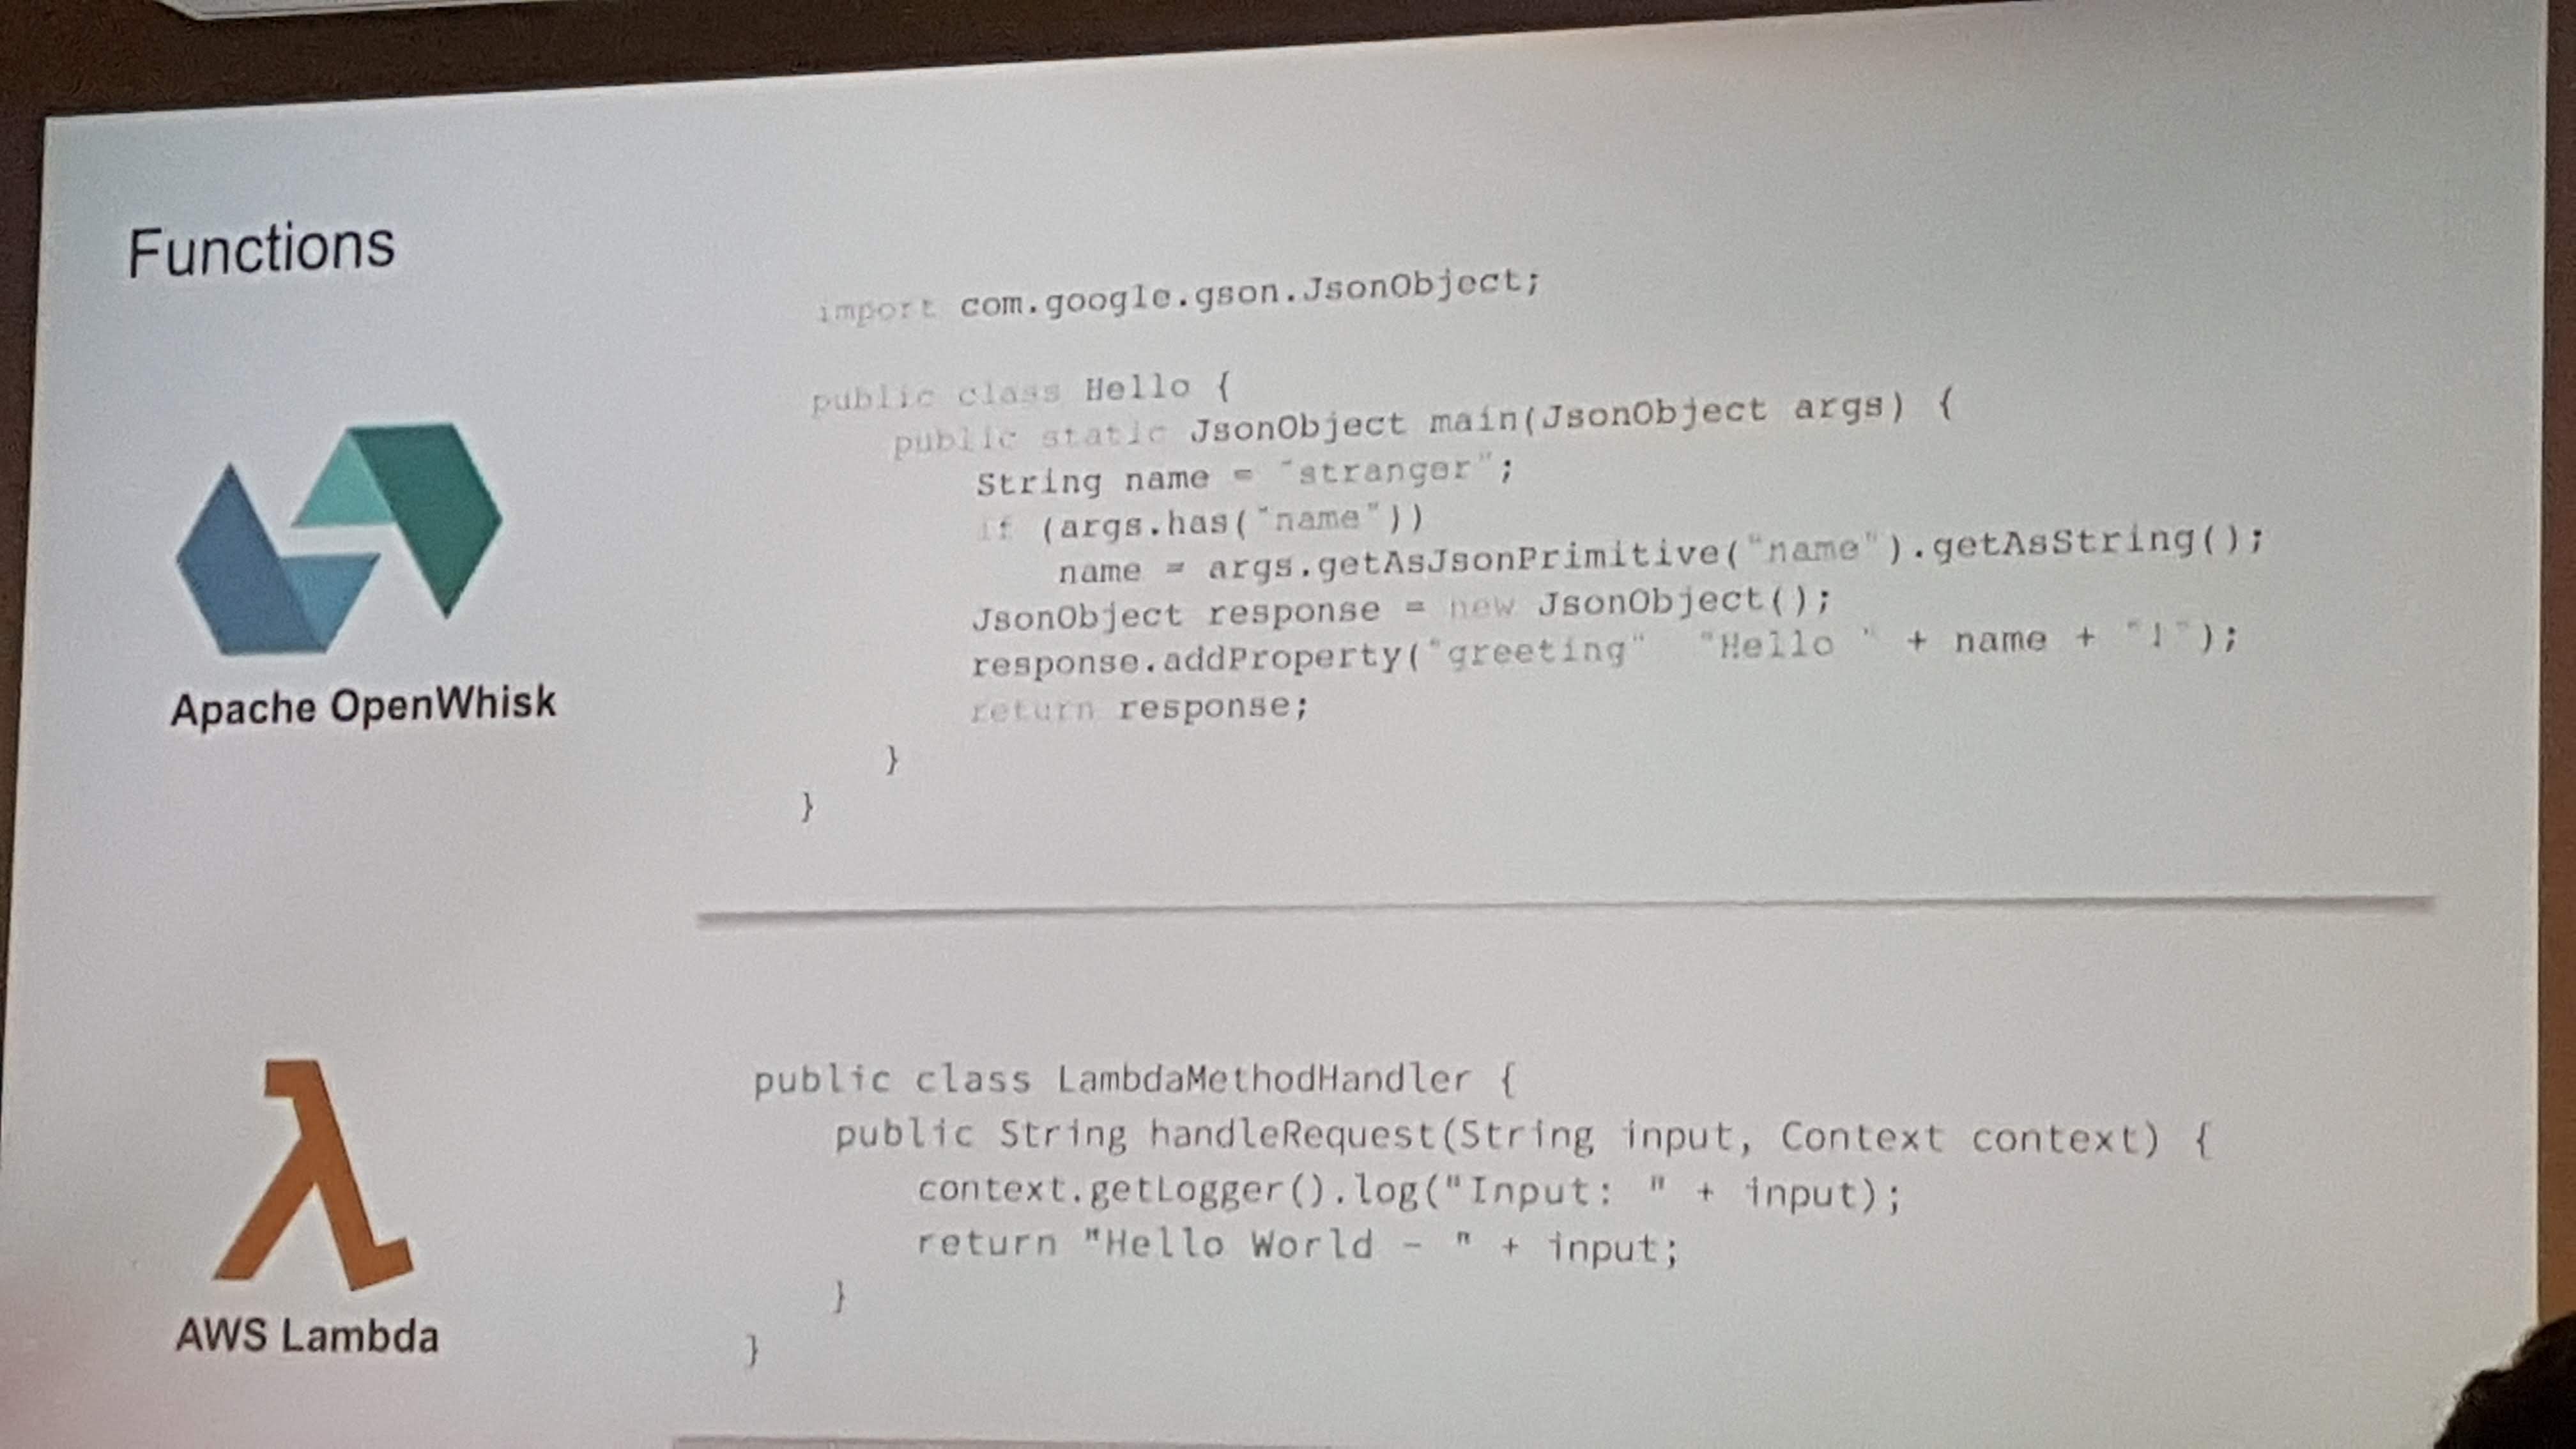 Functions
import com.google.gson.JsonObject;
public class Hello {
public static JsonObject main(JsonObject args) {
String name = "stranger";
if (args.has("name"))
name = args.getAsJsonPrimitive("name").getAsString();
JsonObject response = new JsonObject();
response.addProperty("greeting" "Hello " + name + "!");
return response;
}
}
Apache OpenWhisk
public class LambdaMethodHandler {
public String handleRequest(String input, Context context) {
context.getLogger().log("Input: " + input);
return "Hello World - " + input;
}
}
AWS Lambda